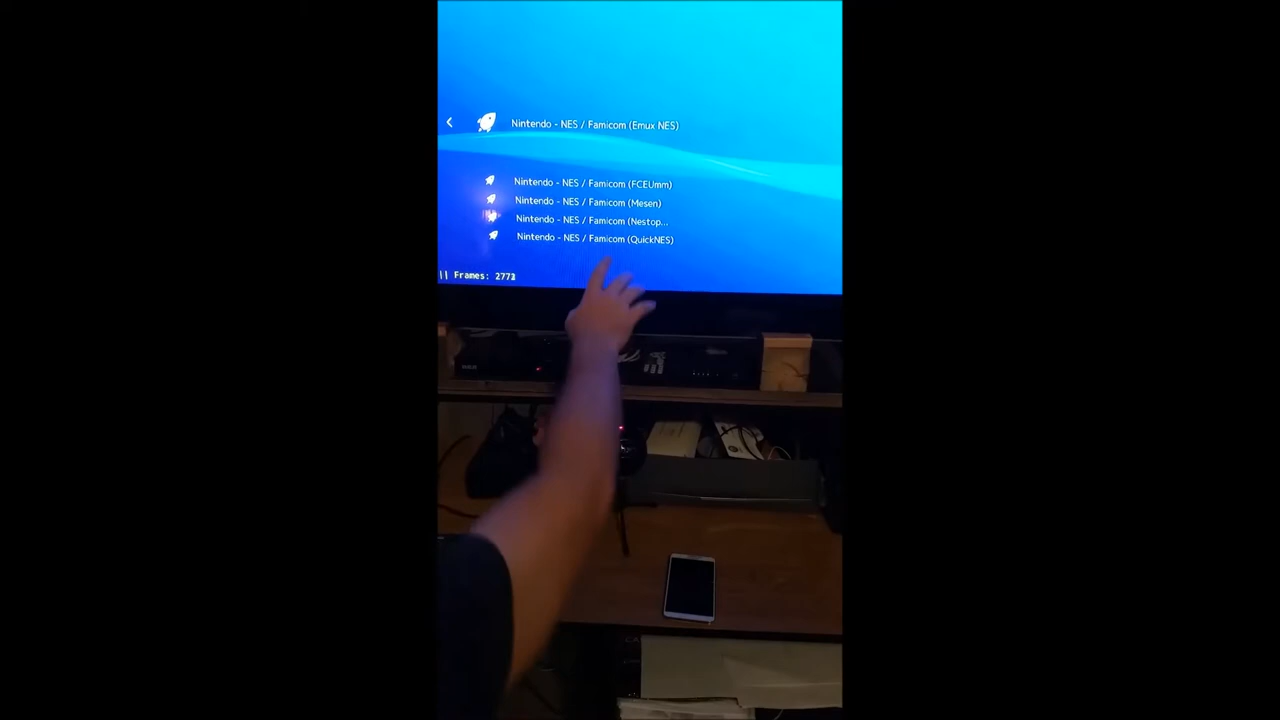 Nintendo - NES / Famicom (Emux NES)
Nintendo - NES / Famicom (FCEUmm)
Nintendo - NES / Famicom (Mesen)
Nintendo - NES / Famicom (Nestop...
Nintendo - NES / Famicom (QuickNES)
|| Frames: